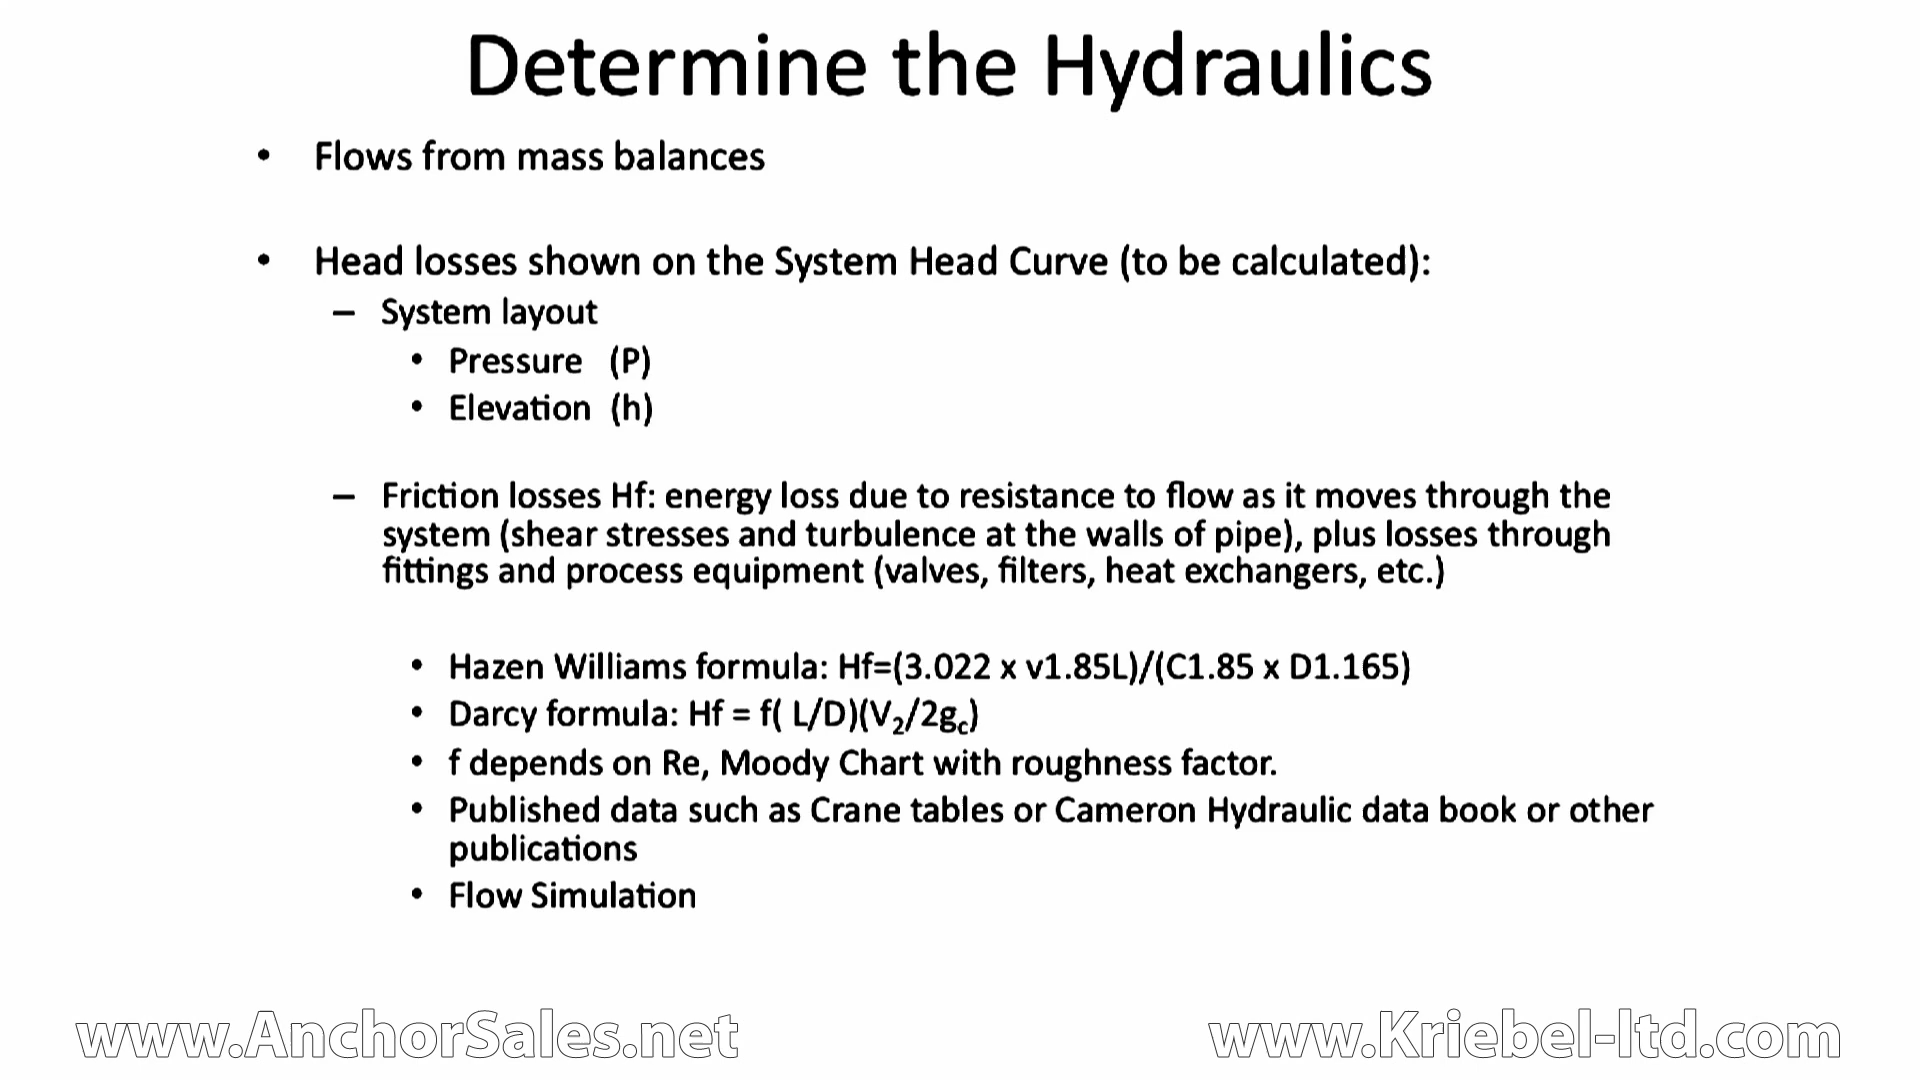 Determine the Hydraulics
• Flows from mass balances
• Head losses shown on the System Head Curve (to be calculated):
– System layout
• Pressure (P)
• Elevation (h)
– Friction losses Hf: energy loss due to resistance to flow as it moves through the
system (shear stresses and turbulence at the walls of pipe), plus losses through
fittings and process equipment (valves, filters, heat exchangers, etc.)
• Hazen Williams formula: Hf=(3.022 x v1.85L)/(C1.85 x D1.165)
• Darcy formula: Hf = f( L/D)(V₂/2g꜀)
• f depends on Re, Moody Chart with roughness factor.
• Published data such as Crane tables or Cameron Hydraulic data book or other
publications
• Flow Simulation
www.AnchorSales.net
www.Kriebel-ltd.com